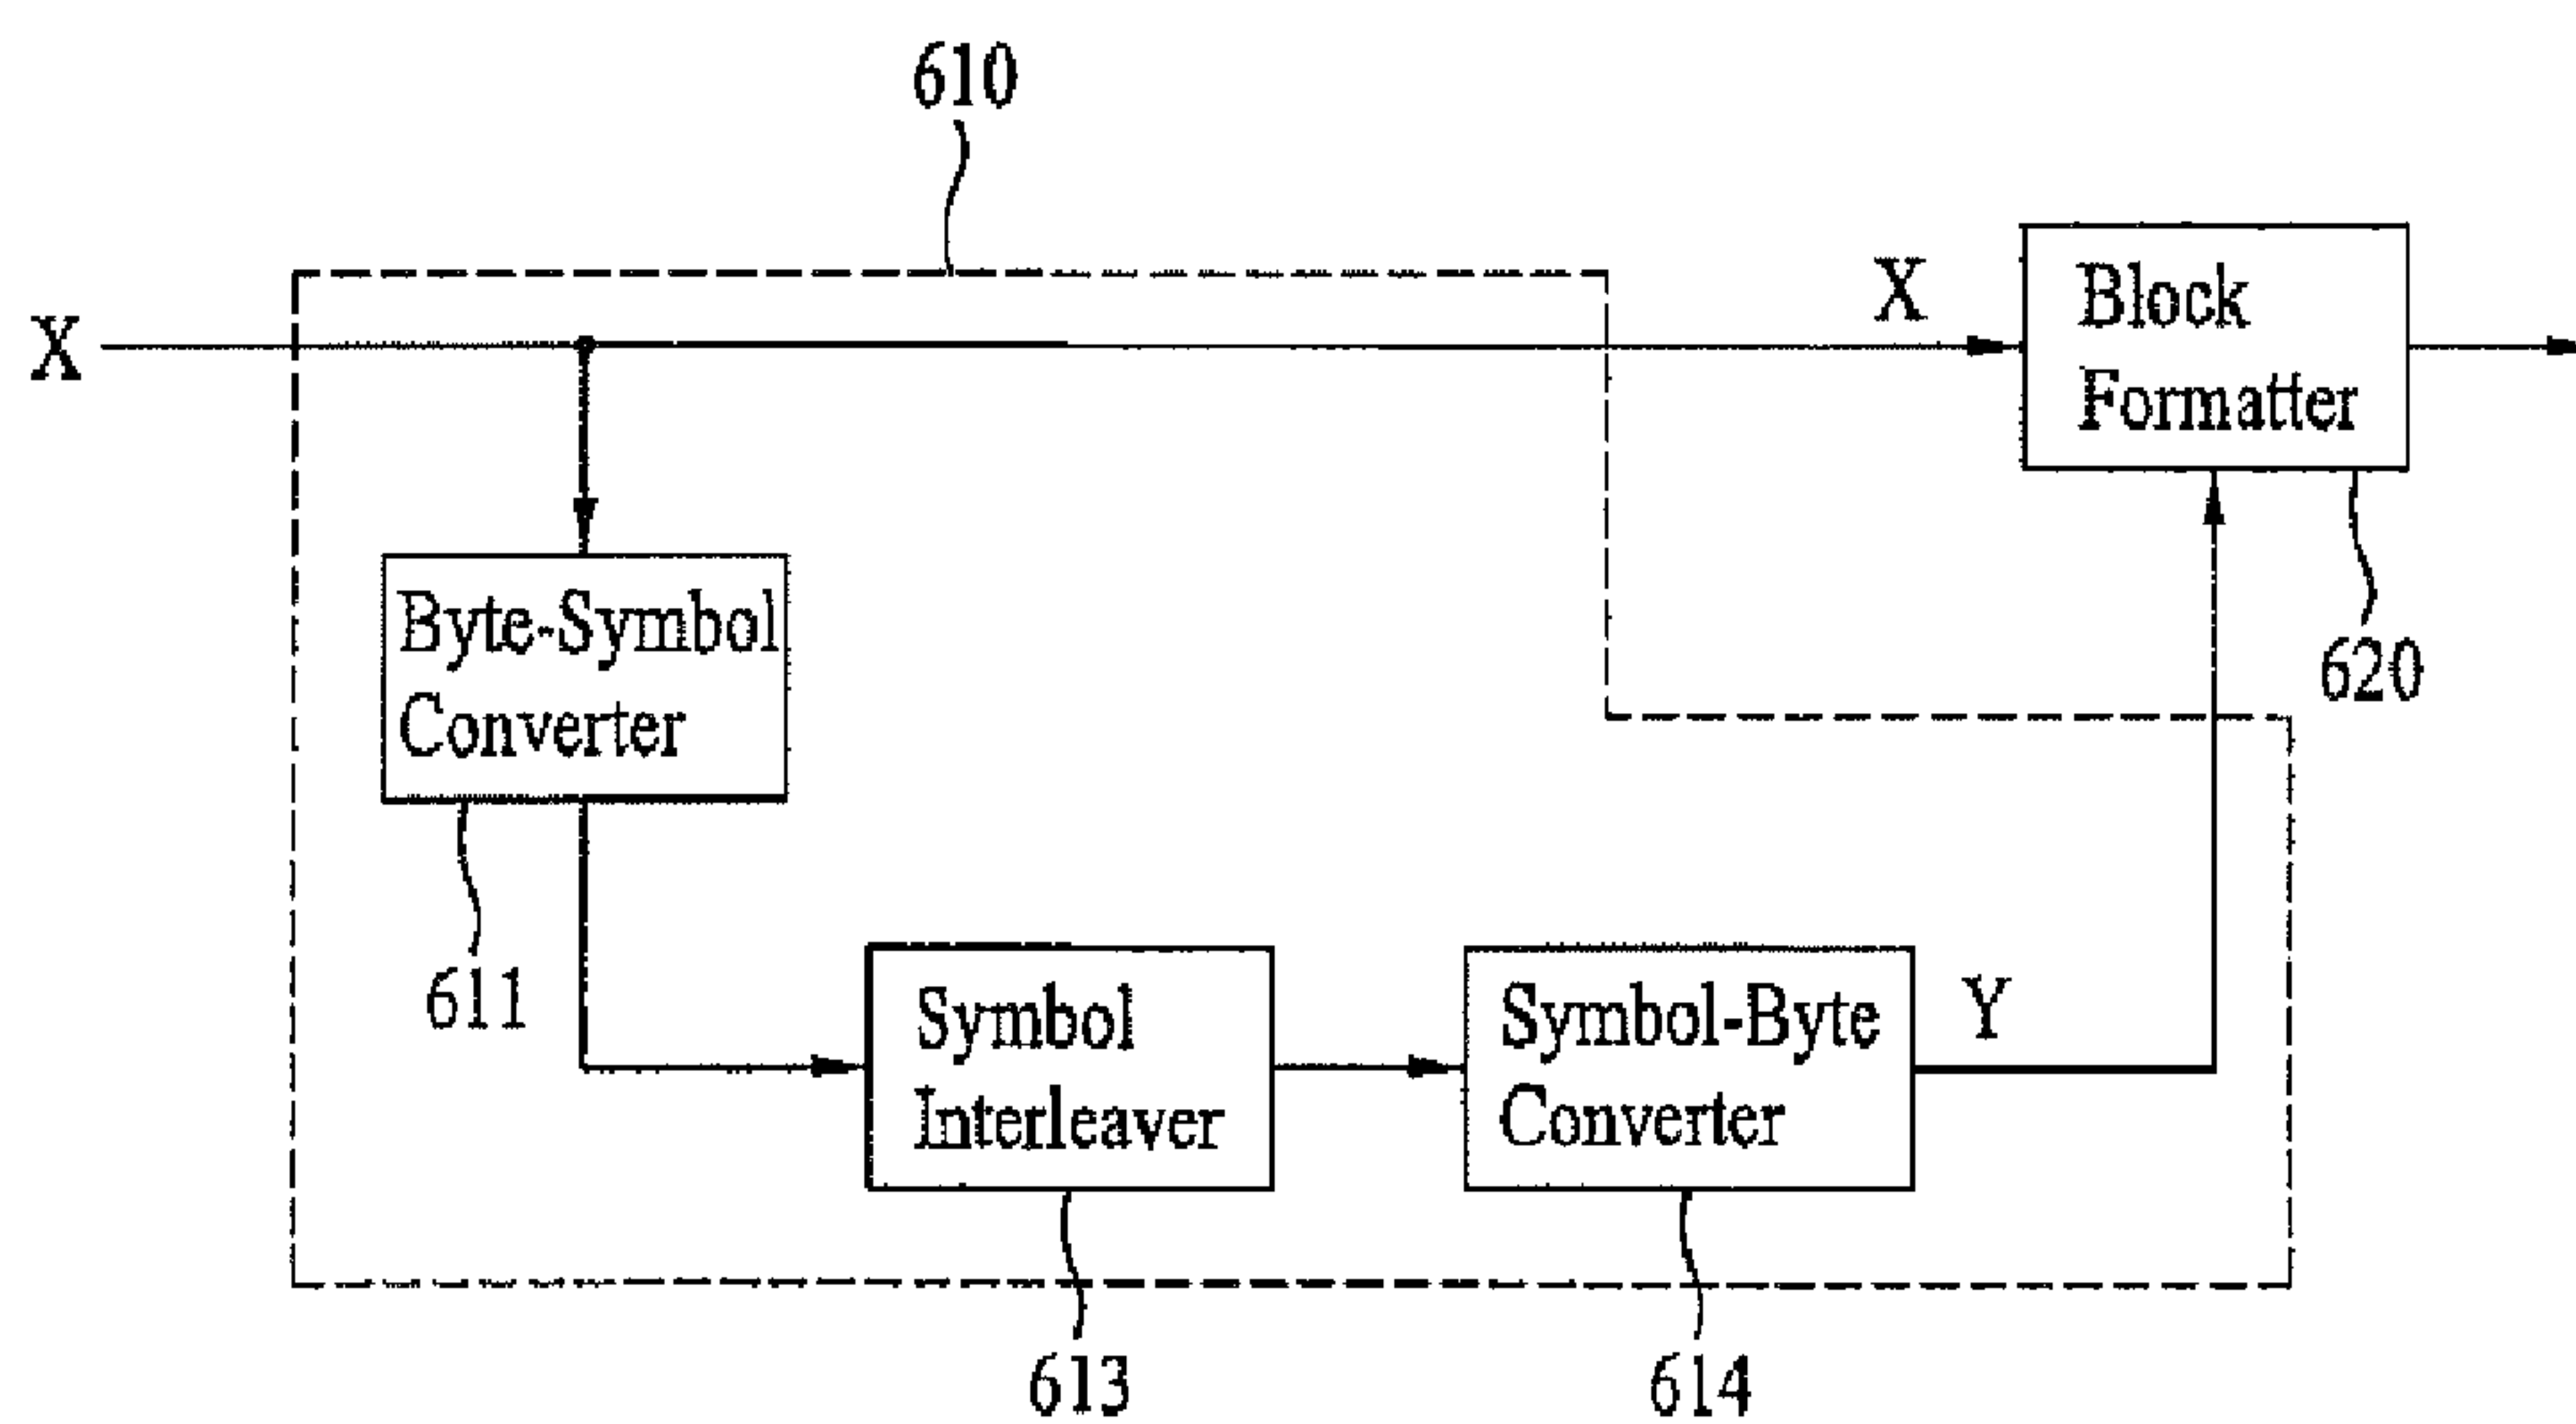 610
X
X
Block
Formatter
620
Byte-Symbol
Converter
611
Symbol
Interleaver
613
Symbol-Byte
Converter
614
Y